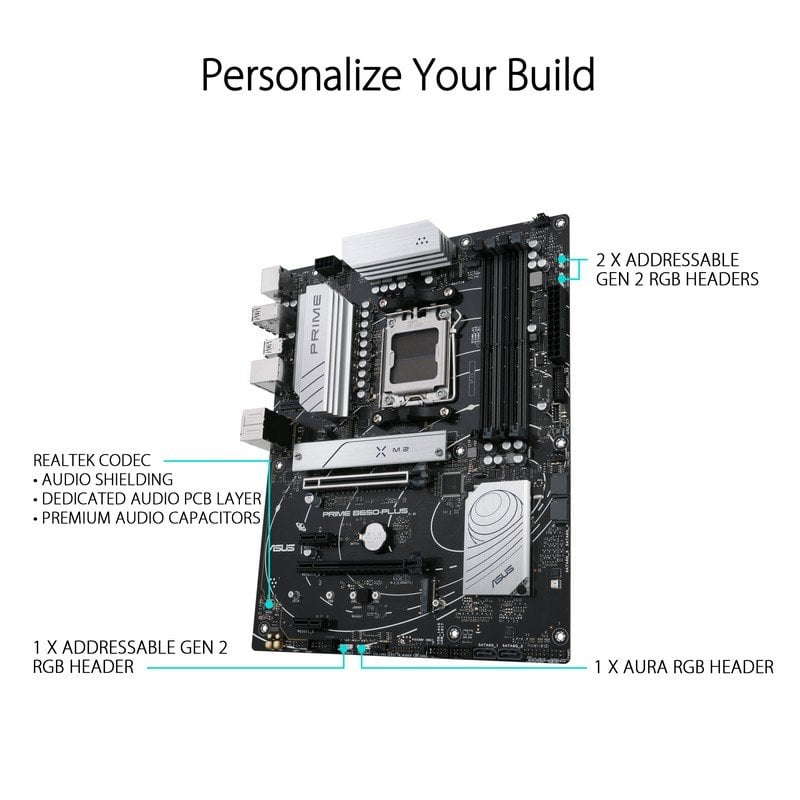 Personalize Your Build
2 X ADDRESSABLE
GEN 2 RGB HEADERS
PRIME
M.2
REALTEK CODEC
• AUDIO SHIELDING
• DEDICATED AUDIO PCB LAYER
• PREMIUM AUDIO CAPACITORS
PRIME B650-PLUS
ASUS
ASUS
1 X ADDRESSABLE GEN 2
RGB HEADER
1 X AURA RGB HEADER